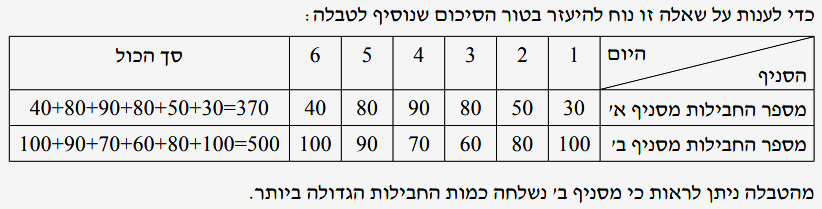 כדי לענות על שאלה זו נוח להיעזר בטור הסיכום שנוסיף לטבלה:
היום
הסניף
1 2 3 4 5 6 סך הכול
מספר החבילות מסניף א׳ 30 50 80 90 80 40 40+80+90+80+50+30=370
מספר החבילות מסניף ב׳ 100 80 60 70 90 100 100+90+70+60+80+100=500
מהטבלה ניתן לראות כי מסניף ב׳ נשלחה כמות החבילות הגדולה ביותר.